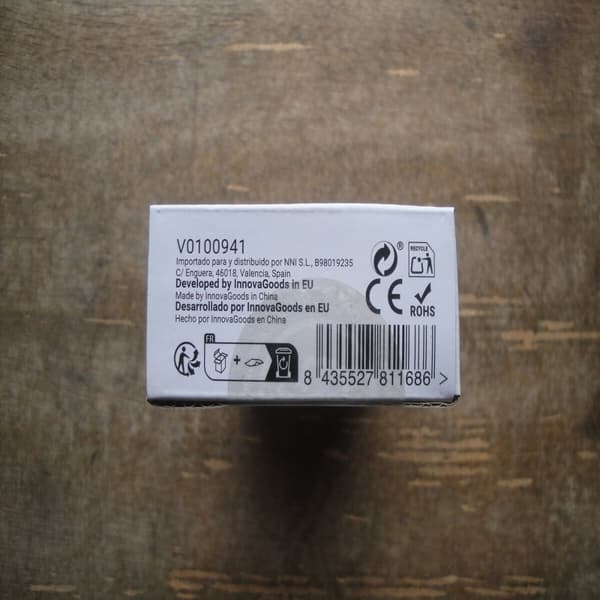 V0100941
Importado para y distribuido por NNI S.L., B98019235
C/ Enguera, 46018, Valencia, Spain
Developed by InnovaGoods in EU
Made by InnovaGoods in China
Desarrollado por InnovaGoods en EU
Hecho por InnovaGoods en China
®
RECYCLE
CE
ROHS
FR
+
8 435527 811686 >